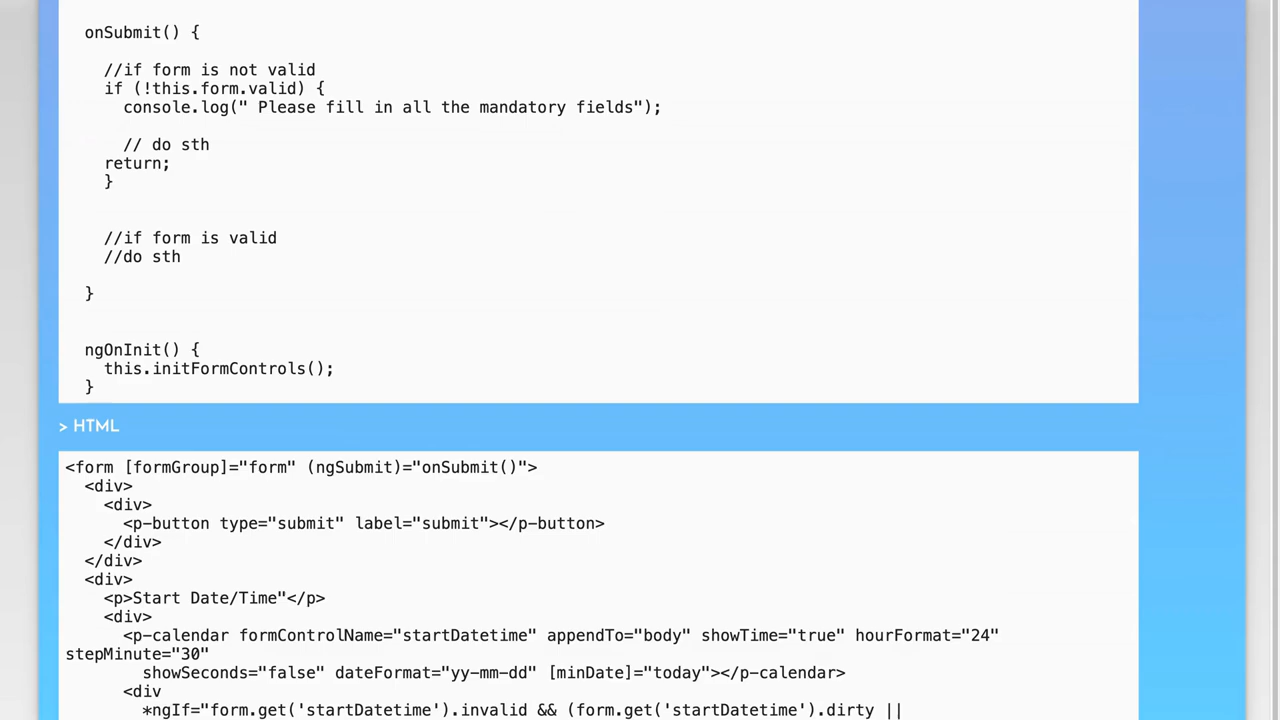 onSubmit() {
//if form is not valid
if (!this.form.valid) {
console.log(" Please fill in all the mandatory fields");
// do sth
return;
}
//if form is valid
//do sth
}
ngOnInit() {
this.initFormControls();
}
> HTML
<form [formGroup]="form" (ngSubmit)="onSubmit()">
<div>
<div>
<p-button type="submit" label="submit"></p-button>
</div>
</div>
<div>
<p>Start Date/Time"</p>
<div>
<p-calendar formControlName="startDatetime" appendTo="body" showTime="true" hourFormat="24"
stepMinute="30"
showSeconds="false" dateFormat="yy-mm-dd" [minDate]="today"></p-calendar>
<div
*ngIf="form.get('startDatetime').invalid && (form.get('startDatetime').dirty ||